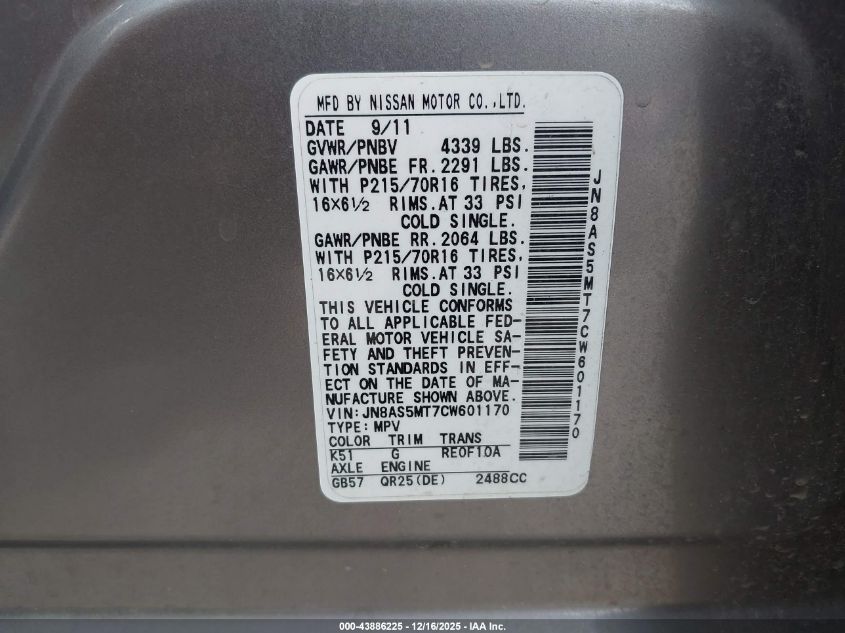 MFD BY NISSAN MOTOR CO.,LTD.
DATE 9/11
GVWR/PNBV 4339 LBS.
GAWR/PNBE FR. 2291 LBS.
WITH P215/70R16 TIRES,
16×6½ RIMS.AT 33 PSI
COLD SINGLE.
GAWR/PNBE RR. 2064 LBS.
WITH P215/70R16 TIRES,
16×6½ RIMS.AT 33 PSI
COLD SINGLE.
THIS VEHICLE CONFORMS
TO ALL APPLICABLE FED-
ERAL MOTOR VEHICLE SA-
FETY AND THEFT PREVEN-
TION STANDARDS IN EFF-
ECT ON THE DATE OF MA-
NUFACTURE SHOWN ABOVE.
VIN:JN8AS5MT7CW601170
TYPE:MPV
COLOR TRIM TRANS
K51 G RE0F10A
AXLE ENGINE
GB57 QR25(DE) 2488CC
JN8AS5MT7CW601170
000-43886225 - 12/16/2025 - IAA Inc.